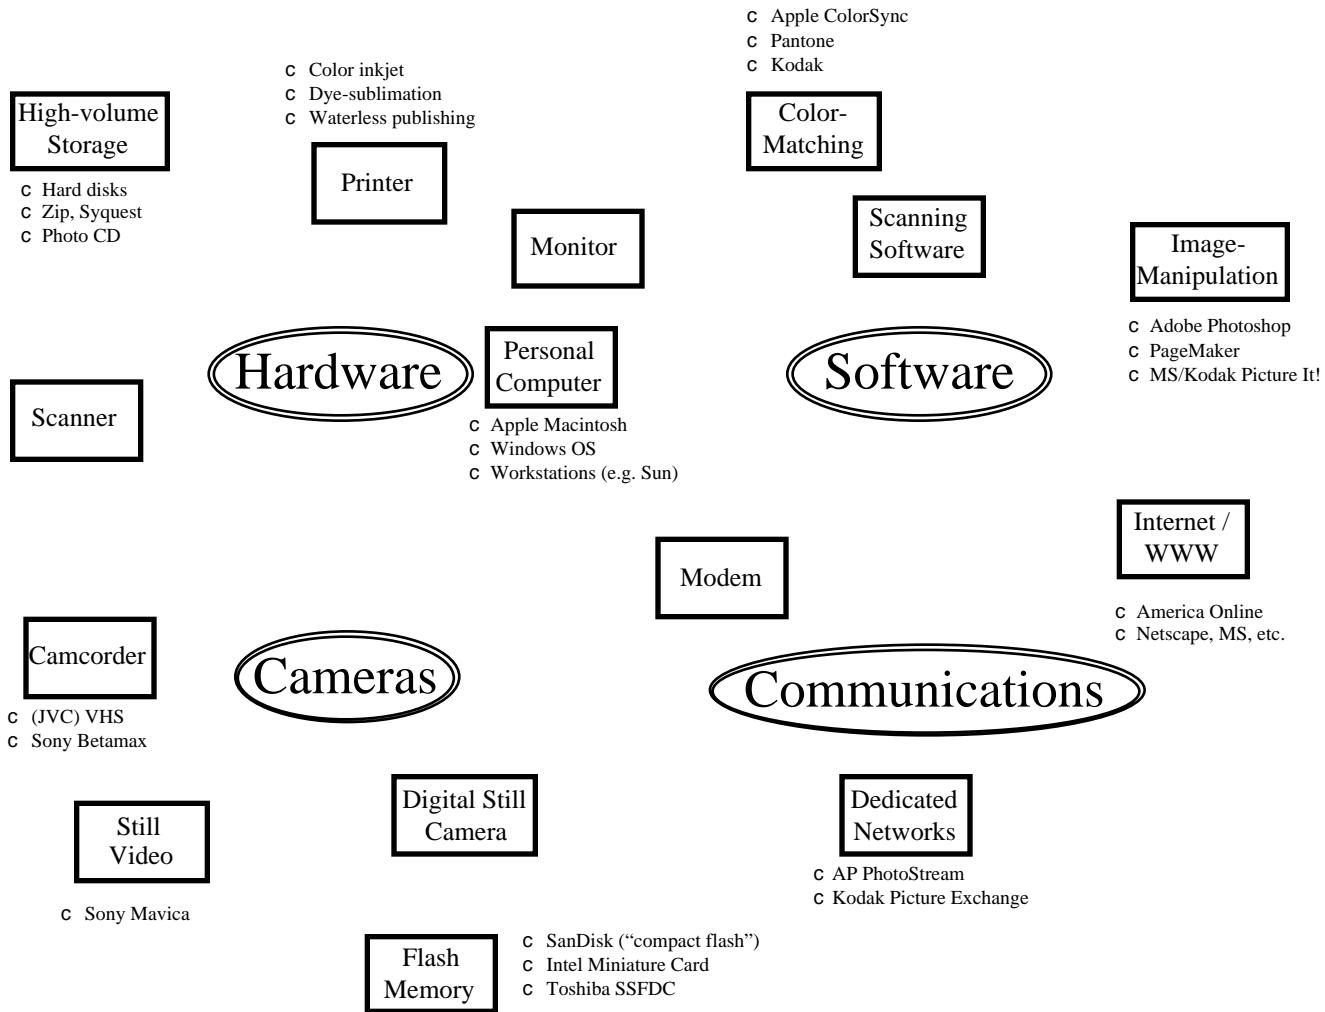 c Apple ColorSync
c Pantone
c Kodak
Color-
Matching
c Color inkjet
c Dye-sublimation
c Waterless publishing
Printer
High-volume
Storage
c Hard disks
c Zip, Syquest
c Photo CD
Monitor
Scanning
Software
Image-
Manipulation
c Adobe Photoshop
c PageMaker
c MS/Kodak Picture It!
Hardware
Personal
Computer
c Apple Macintosh
c Windows OS
c Workstations (e.g. Sun)
Software
Scanner
Internet /
WWW
c America Online
c Netscape, MS, etc.
Modem
Camcorder
c (JVC) VHS
c Sony Betamax
Cameras
Communications
Still
Video
c Sony Mavica
Digital Still
Camera
Dedicated
Networks
c AP PhotoStream
c Kodak Picture Exchange
Flash
Memory
c SanDisk (“compact flash”)
c Intel Miniature Card
c Toshiba SSFDC